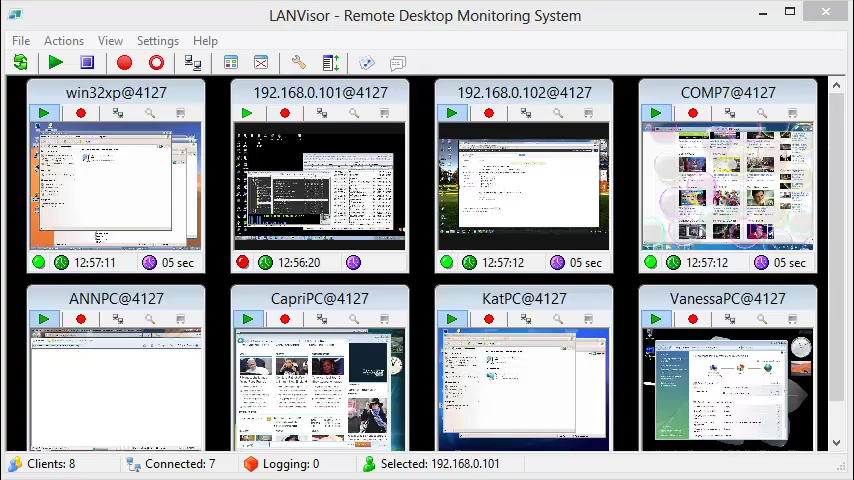 LANVisor - Remote Desktop Monitoring System
File Actions View Settings Help
win32xp@4127 192.168.0.101@4127 192.168.0.102@4127 COMP7@4127
12:57:11 05 sec 12:56:20 12:57:12 05 sec 12:57:12 05 sec
ANNPC@4127 CapriPC@4127 KatPC@4127 VanessaPC@4127
Clients: 8 Connected: 7 Logging: 0 Selected: 192.168.0.101